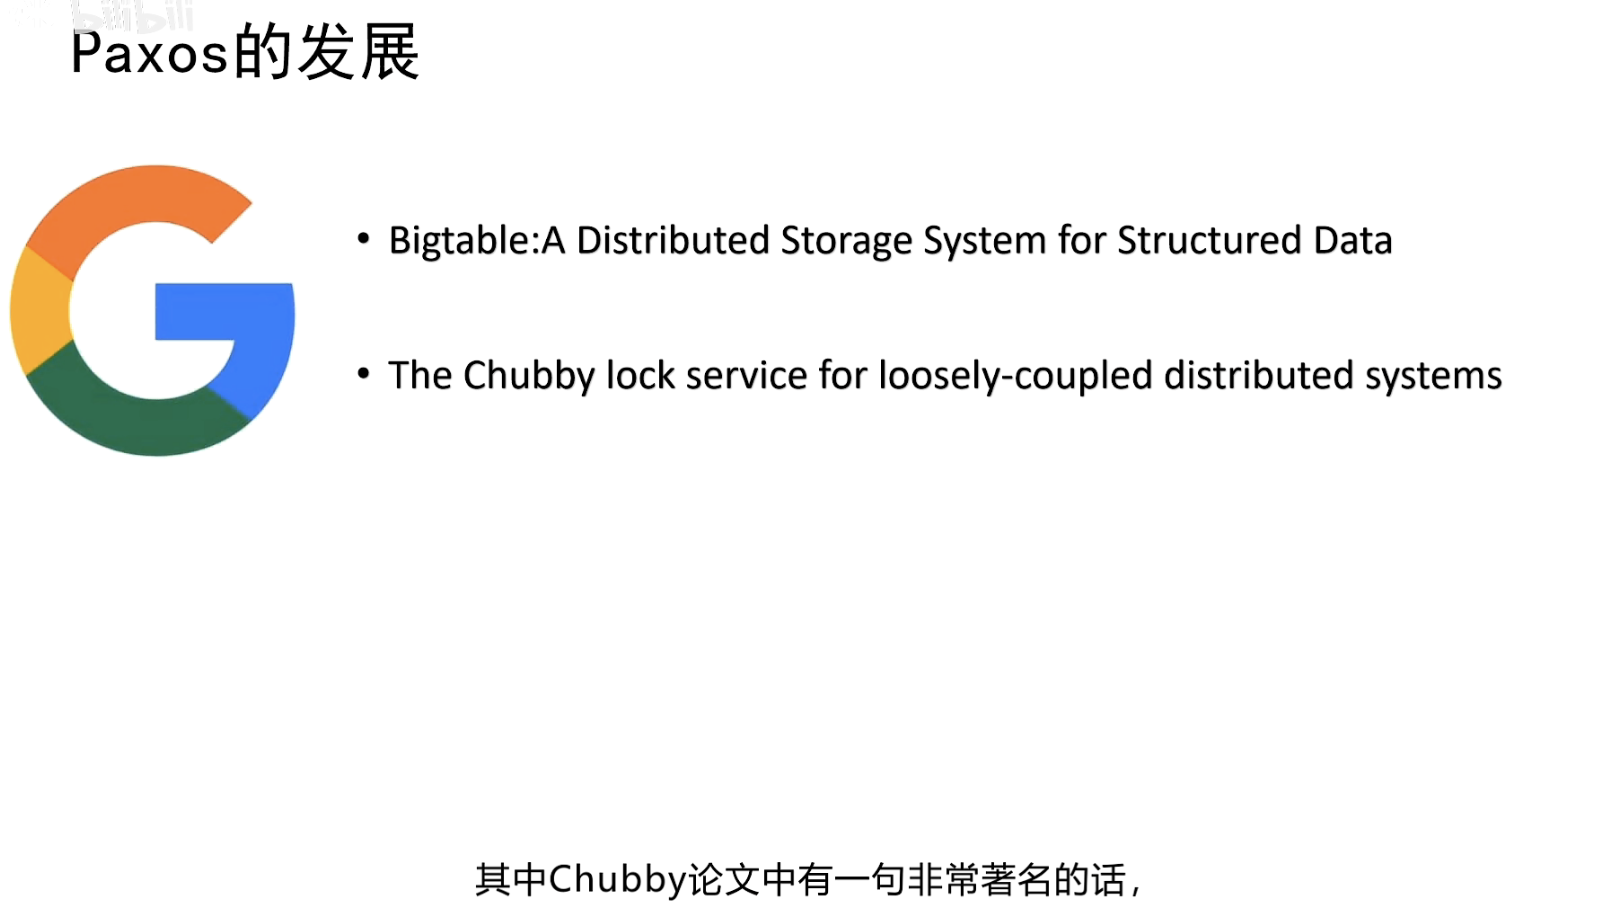 bilibili
Paxos的发展
• Bigtable:A Distributed Storage System for Structured Data
• The Chubby lock service for loosely-coupled distributed systems
其中Chubby论文中有一句非常著名的话，